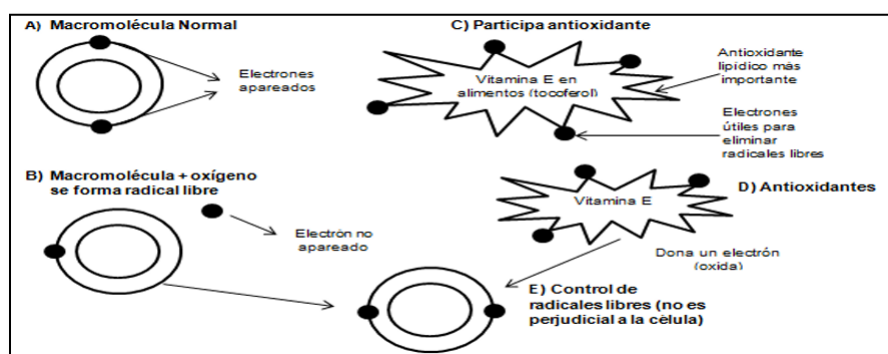 A) Macromolécula Normal
Electrones
apareados
C) Participa antioxidante
Vitamina E en
alimentos (tocoferol)
Antioxidante
lipídico más
importante
Electrones
útiles para
eliminar
radicales libres
B) Macromolécula + oxígeno
se forma radical libre
Electrón no
apareado
Vitamina E
D) Antioxidantes
Dona un electrón
(oxida)
E) Control de
radicales libres (no es
perjudicial a la célula)